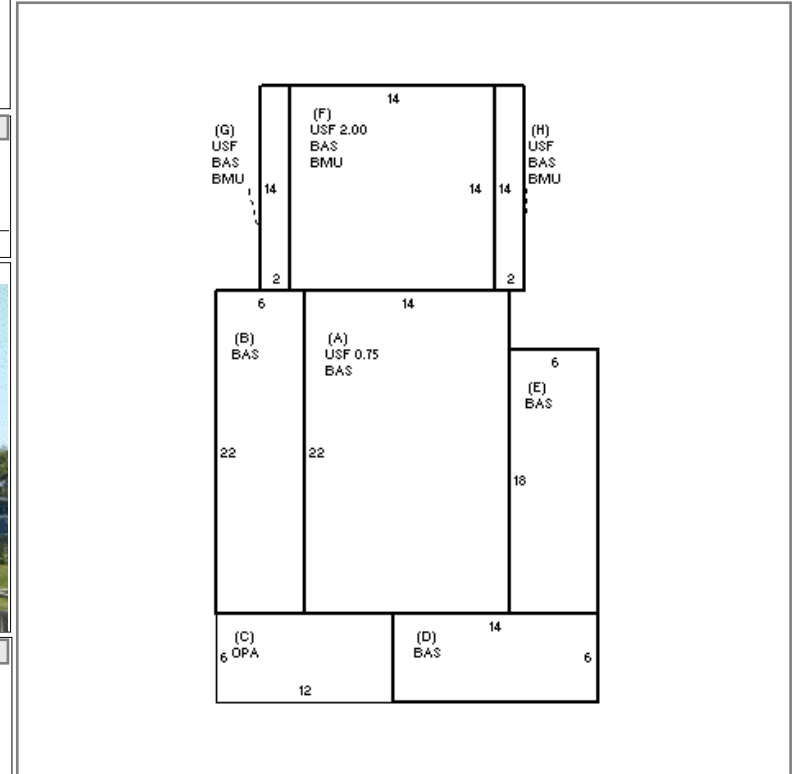 14
(F)
USF 2.00
BAS
BMU
(G)
USF
BAS
BMU
(H)
USF
BAS
BMU
14
14
14
2
2
6
14
(B)
BAS
(A)
USF 0.75
BAS
6
(E)
BAS
22
22
18
(C)
OPA
6
12
14
(D)
BAS
6